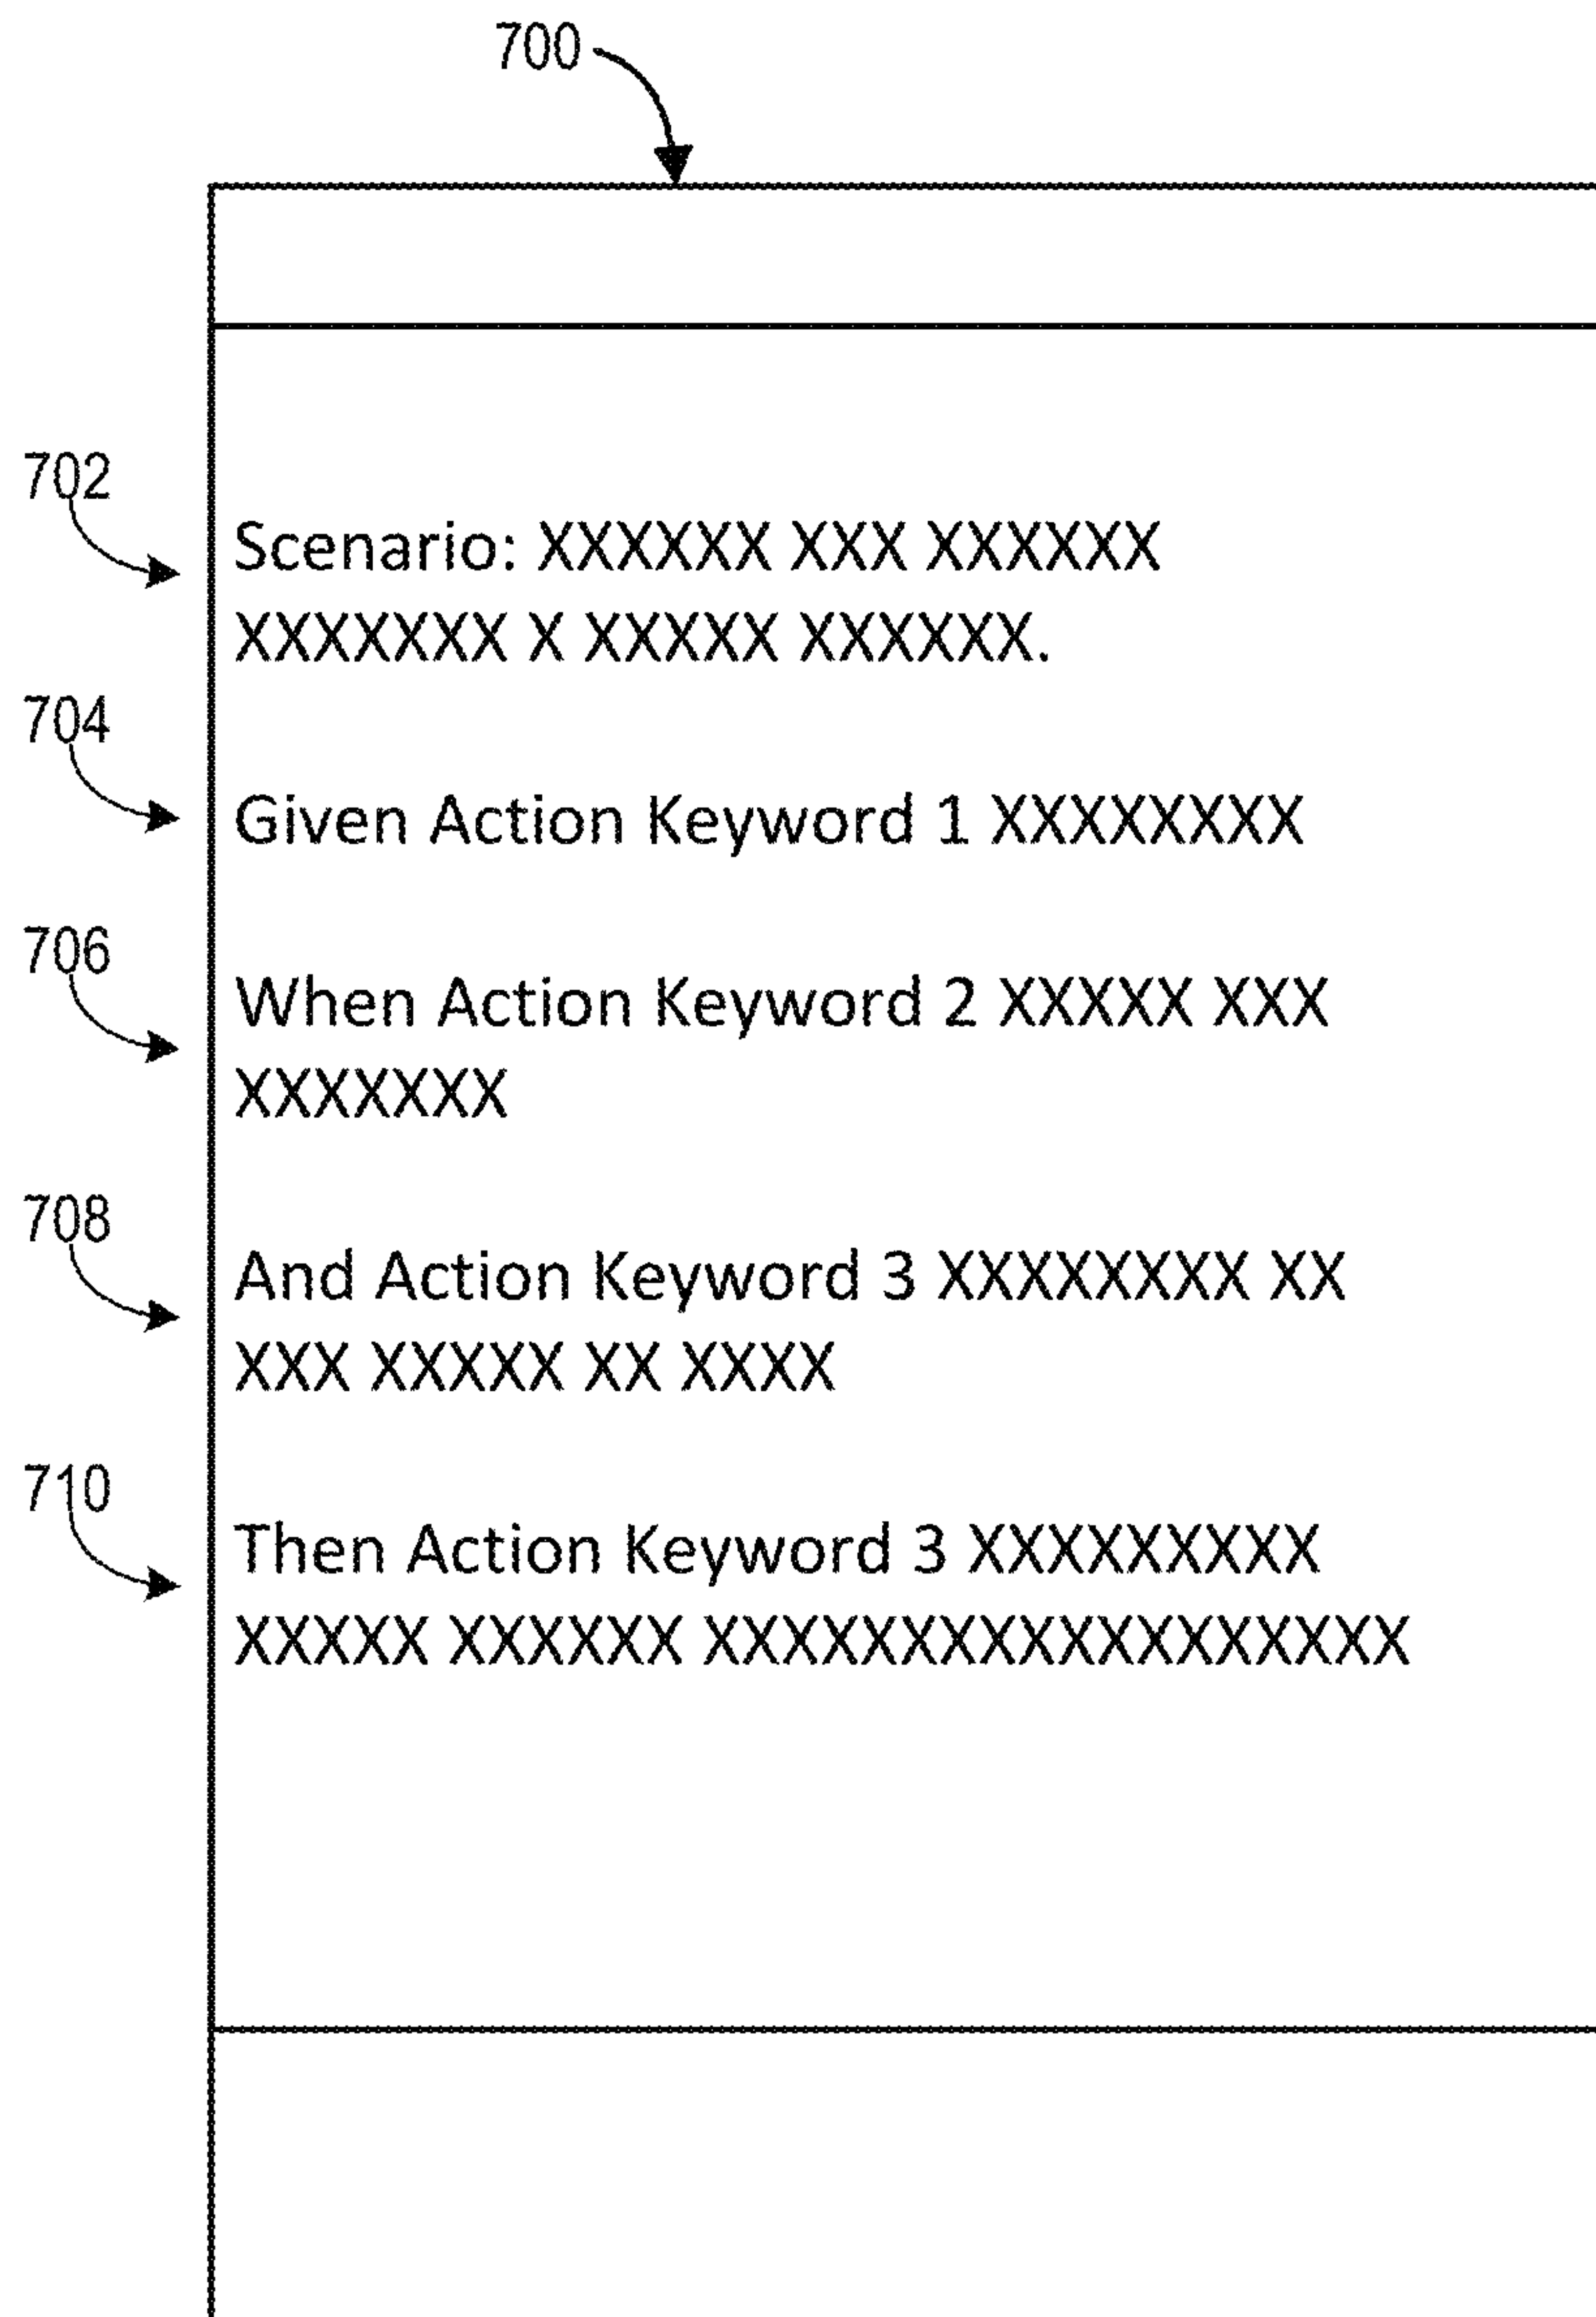 700
702
Scenario: XXXXXX XXX XXXXXX
XXXXXXX X XXXXX XXXXXX.
704
Given Action Keyword 1 XXXXXXXX
706
When Action Keyword 2 XXXXX XXX
XXXXXXX
708
And Action Keyword 3 XXXXXXXX XX
XXX XXXXX XX XXXX
710
Then Action Keyword 3 XXXXXXXXX
XXXXX XXXXXX XXXXXXXXXXXXXXXXXX